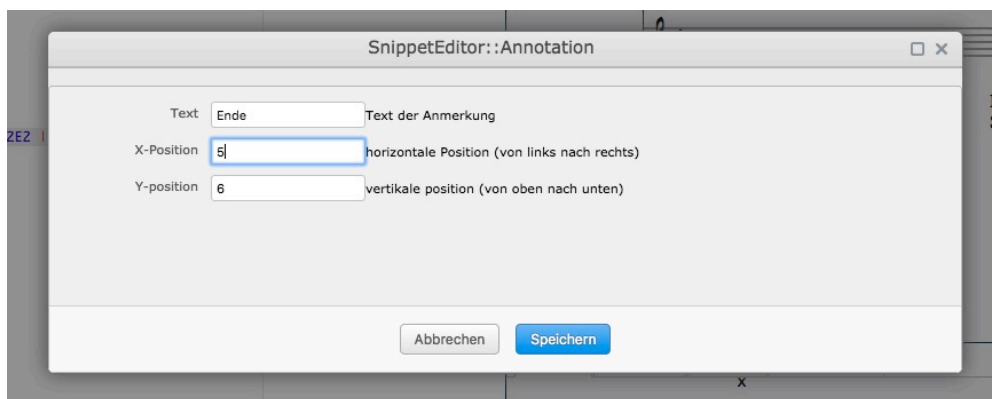 SnippetEditor::Annotation
Text Ende Text der Anmerkung
2E2
X-Position 5 horizontale Position (von links nach rechts)
Y-position 6 vertikale position (von oben nach unten)
Abbrechen Speichern
x